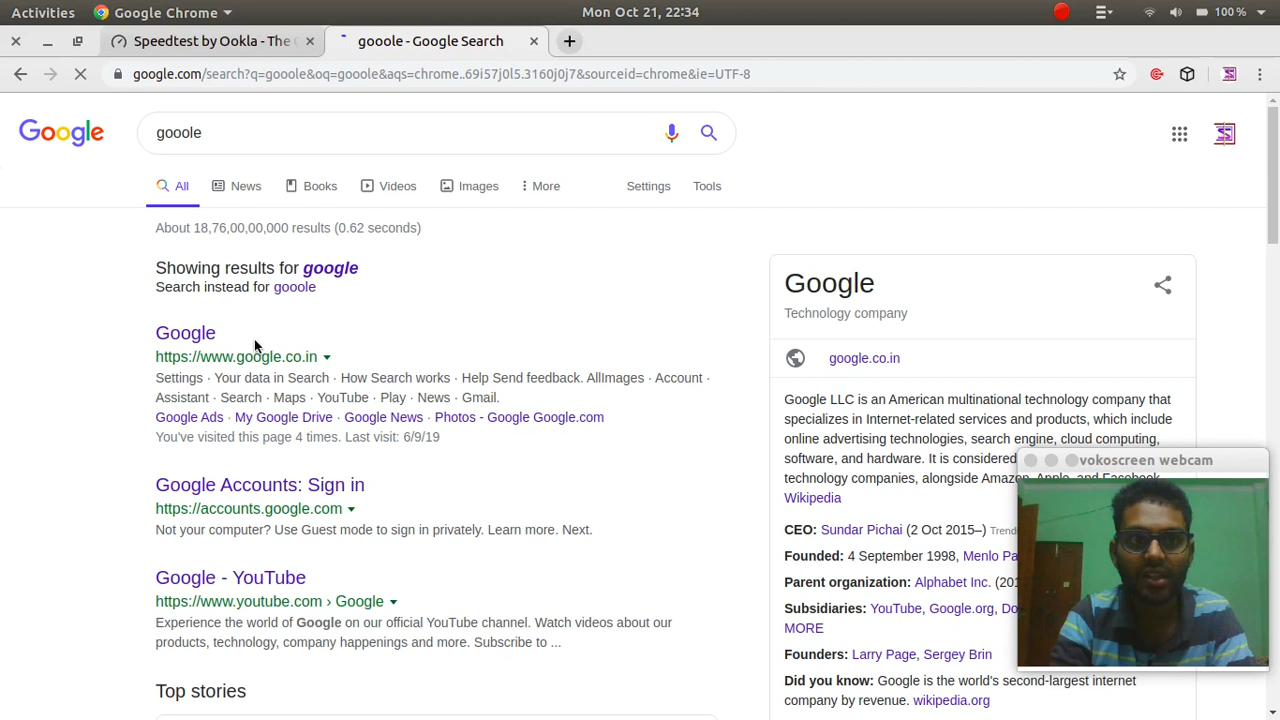 Activities
Google Chrome
Mon Oct 21, 22:34
100 %
Speedtest by Ookla - The
gooole - Google Search
google.com/search?q=gooole&oq=gooole&aqs=chrome..69i57j0l5.3160j0j7&sourceid=chrome&ie=UTF-8
Google
gooole
All
News
Books
Videos
Images
More
Settings
Tools
About 18,76,00,00,000 results (0.62 seconds)
Showing results for google
Search instead for gooole
Google
https://www.google.co.in
Settings · Your data in Search · How Search works · Help Send feedback. AllImages · Account ·
Assistant · Search · Maps · YouTube · Play · News · Gmail.
Google Ads · My Google Drive · Google News · Photos - Google Google.com
You've visited this page 4 times. Last visit: 6/9/19
Google Accounts: Sign in
https://accounts.google.com
Not your computer? Use Guest mode to sign in privately. Learn more. Next.
Google - YouTube
https://www.youtube.com › Google
Experience the world of Google on our official YouTube channel. Watch videos about our
products, technology, company happenings and more. Subscribe to ...
Top stories
Google
Technology company
google.co.in
Google LLC is an American multinational technology company that
specializes in Internet-related services and products, which include
online advertising technologies, search engine, cloud computing,
software, and hardware. It is considered
technology companies, alongside Amazon, Apple, and Facebook.
Wikipedia
CEO: Sundar Pichai (2 Oct 2015–) Trend
Founded: 4 September 1998, Menlo Pa
Parent organization: Alphabet Inc. (201
Subsidiaries: YouTube, Google.org, Do
MORE
Founders: Larry Page, Sergey Brin
Did you know: Google is the world's second-largest internet
company by revenue. wikipedia.org
vokoscreen webcam